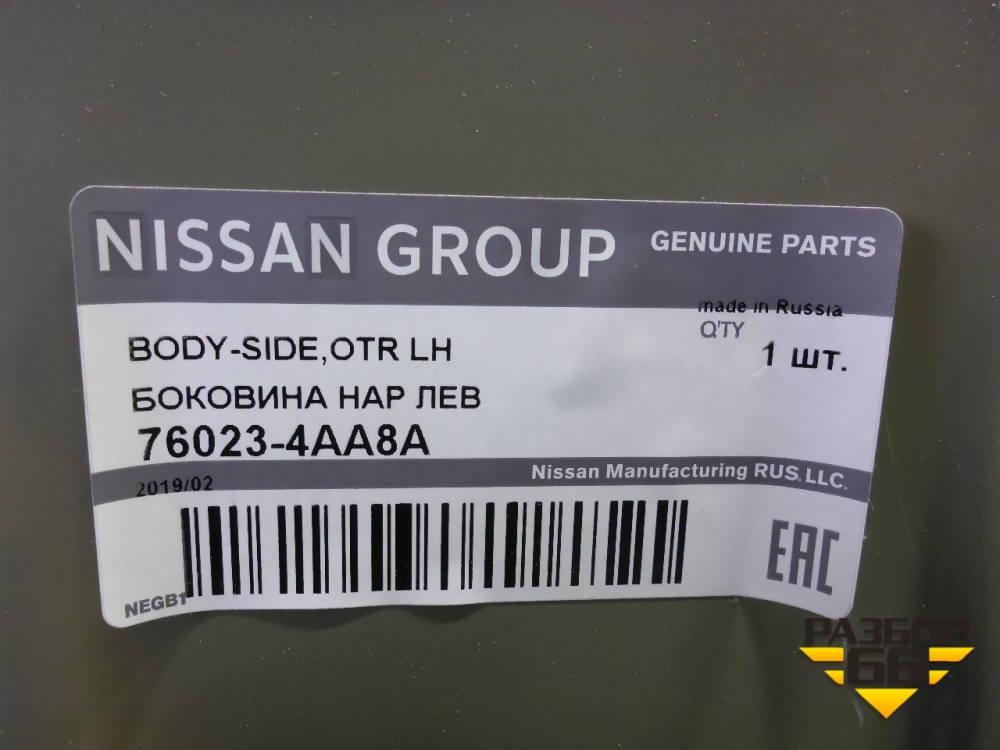 NISSAN GROUP GENUINE PARTS
made in Russia
Q'TY
1 шт.
BODY-SIDE,OTR LH
БОКОВИНА НАР ЛЕВ
76023-4AA8A
Nissan Manufacturing RUS. LLC.
2019/02
NEGB1
EAC
РАЗБОР
66